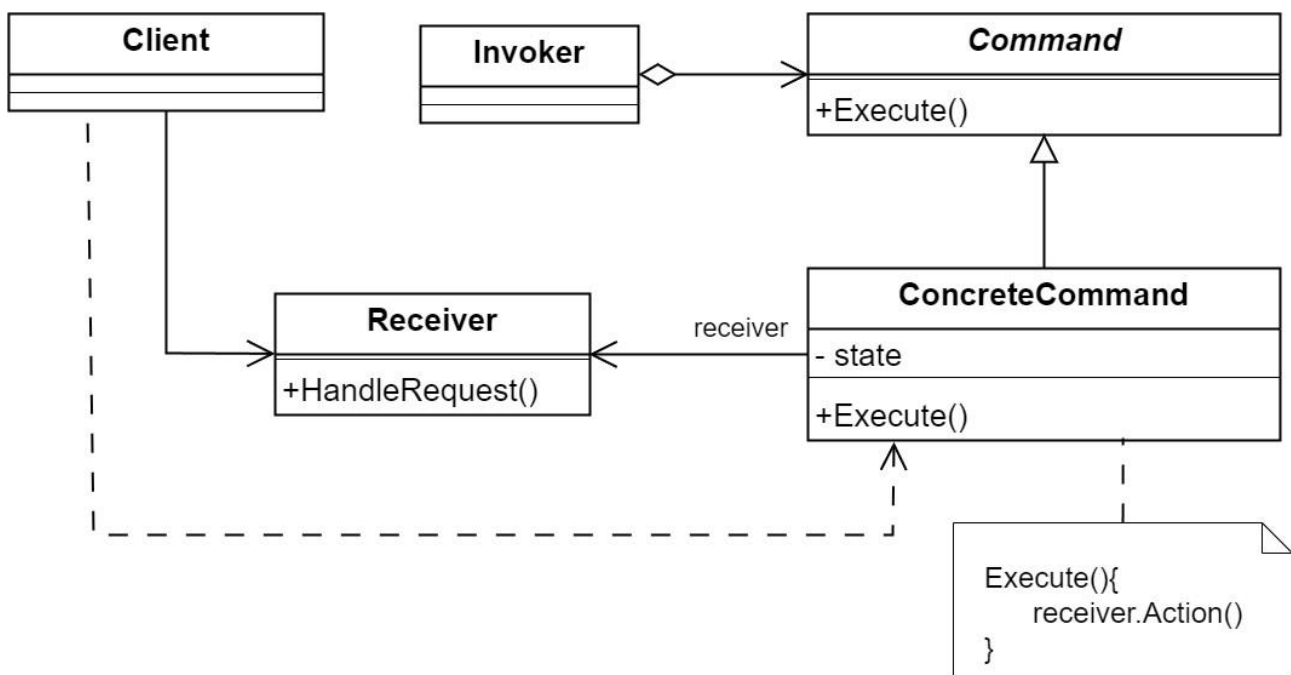 Client
Invoker
Command
+Execute()
Receiver
+HandleRequest()
receiver
ConcreteCommand
- state
+Execute()
Execute(){
receiver.Action()
}